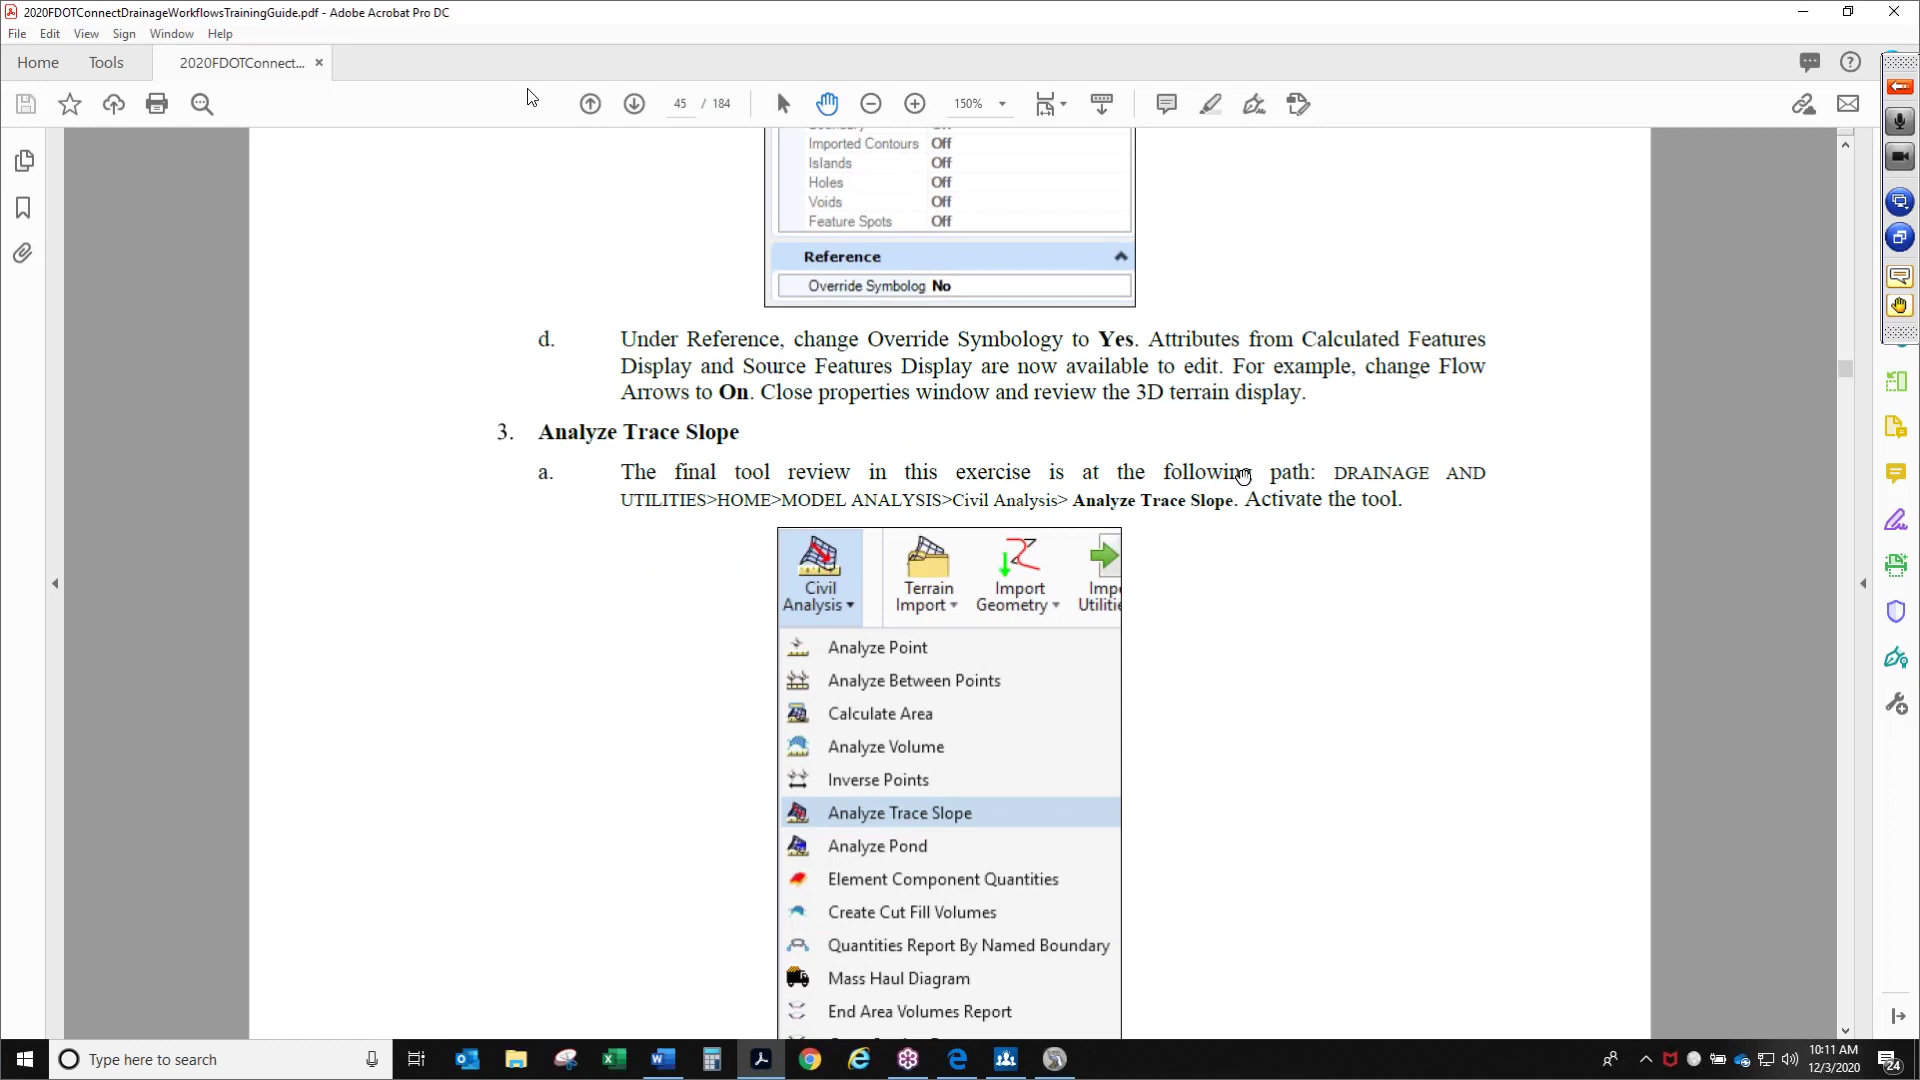 2020FDOTConnectDrainageWorkflowsTrainingGuide.pdf - Adobe Acrobat Pro DC
File Edit View Sign Window Help
Home Tools 2020FDOTConnect... ×
45 / 184 150%
Imported Contours Off
Islands Off
Holes Off
Voids Off
Feature Spots Off
Reference
Override Symbolog No
d. Under Reference, change Override Symbology to Yes. Attributes from Calculated Features
Display and Source Features Display are now available to edit. For example, change Flow
Arrows to On. Close properties window and review the 3D terrain display.
3. Analyze Trace Slope
a. The final tool review in this exercise is at the following path: DRAINAGE AND
UTILITIES>HOME>MODEL ANALYSIS>Civil Analysis> Analyze Trace Slope. Activate the tool.
Civil Terrain Import Imp
Analysis Import Geometry Utilitie
Analyze Point
Analyze Between Points
Calculate Area
Analyze Volume
Inverse Points
Analyze Trace Slope
Analyze Pond
Element Component Quantities
Create Cut Fill Volumes
Quantities Report By Named Boundary
Mass Haul Diagram
End Area Volumes Report
Type here to search
10:11 AM
12/3/2020
24